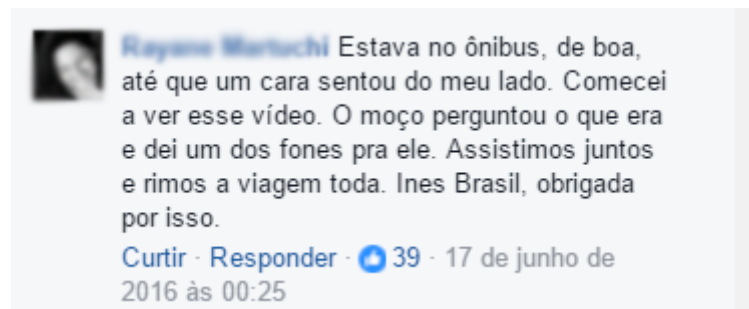 Estava no ônibus, de boa,
até que um cara sentou do meu lado. Comecei
a ver esse vídeo. O moço perguntou o que era
e dei um dos fones pra ele. Assistimos juntos
e rimos a viagem toda. Ines Brasil, obrigada
por isso.
Curtir · Responder · 39 · 17 de junho de
2016 às 00:25